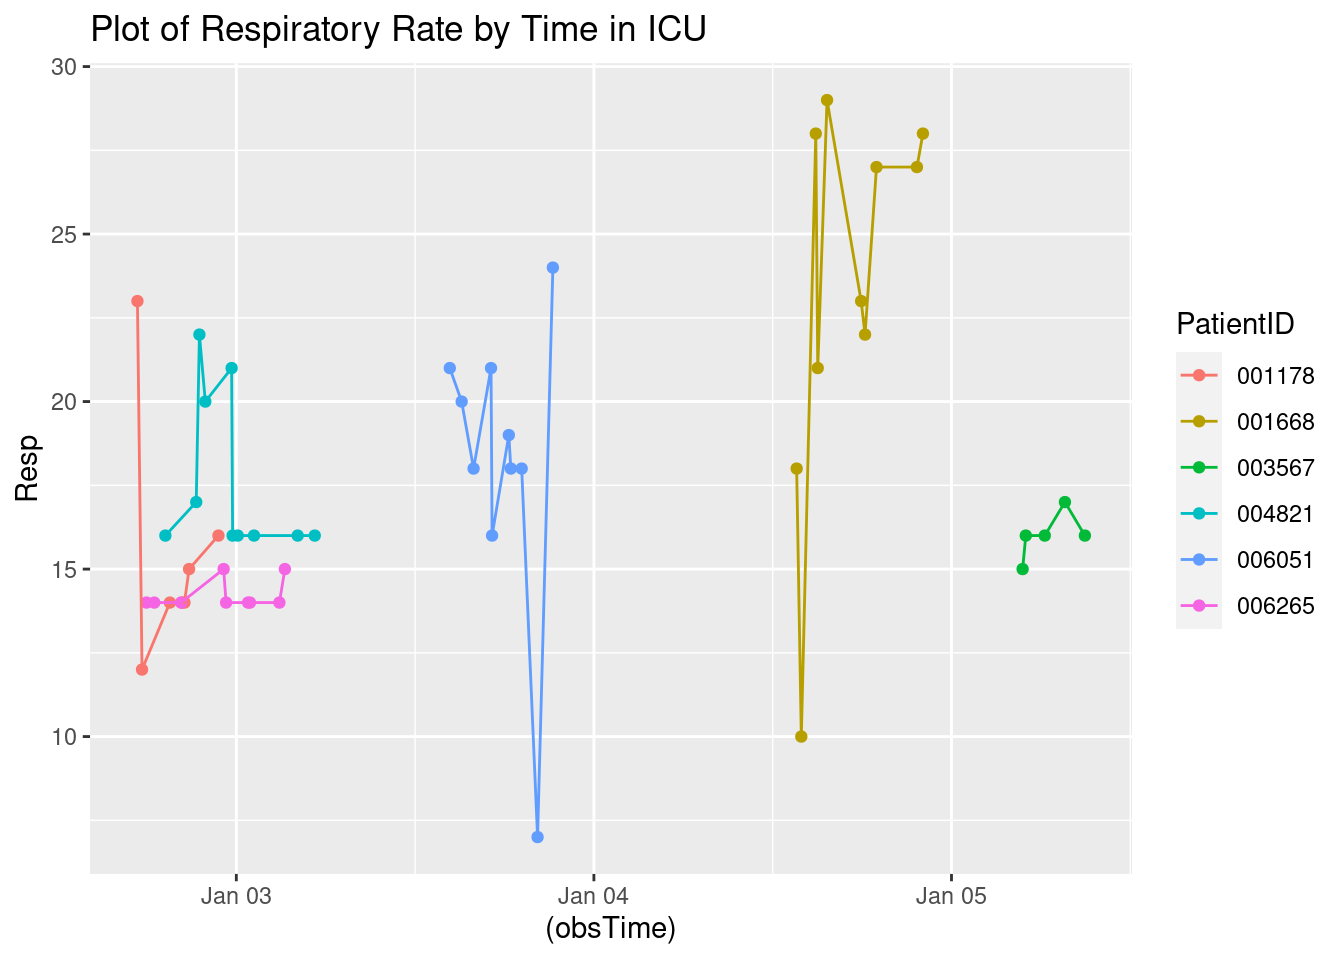 Plot of Respiratory Rate by Time in ICU
30
25
20
15
10
Resp
Jan 03
Jan 04
Jan 05
(obsTime)
PatientID
001178
001668
003567
004821
006051
006265